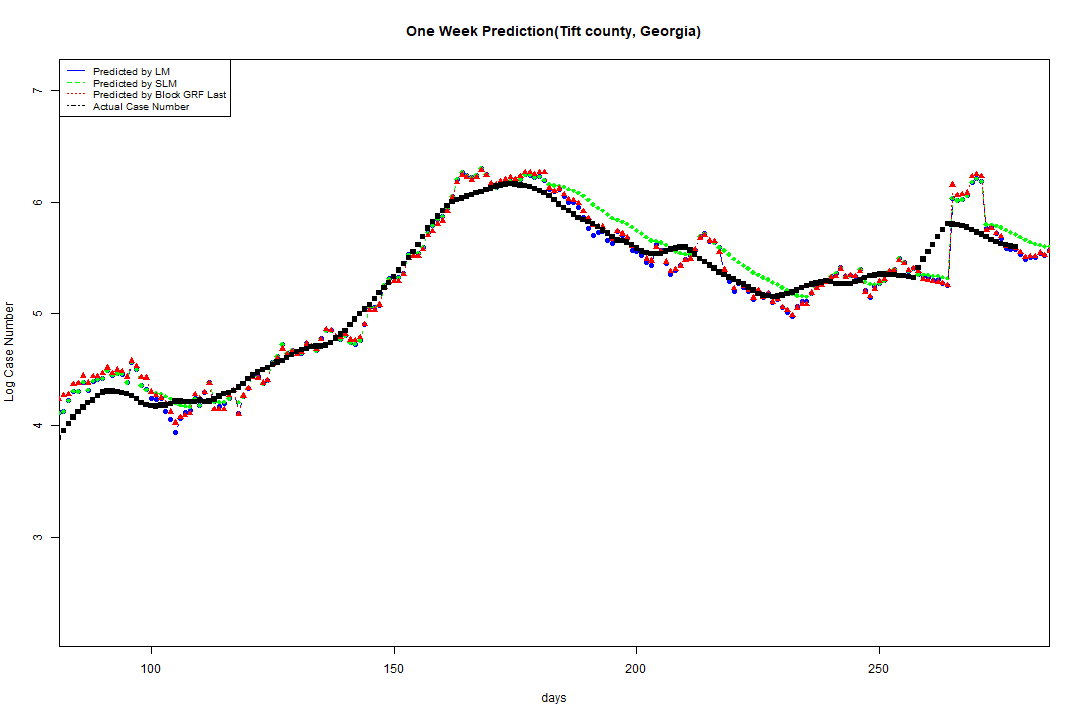 One Week Prediction(Tift county, Georgia)
Predicted by LM
Predicted by SLM
Predicted by Block GRF Last
Actual Case Number
7
6
5
4
3
Log Case Number
100
150
200
250
days